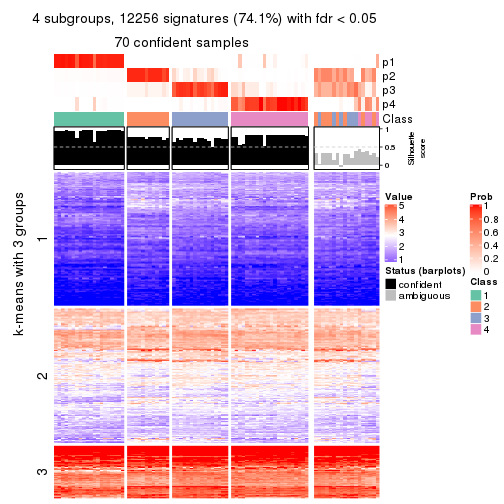 4 subgroups, 12256 signatures (74.1%) with fdr < 0.05
70 confident samples
p1
p2
p3
p4
Class
1
0.5
0
Silhouette
score
k-means with 3 groups
1
2
3
Value
5
4
3
2
1
Status (barplots)
confident
ambiguous
Prob
1
0.8
0.6
0.4
0.2
0
Class
1
2
3
4